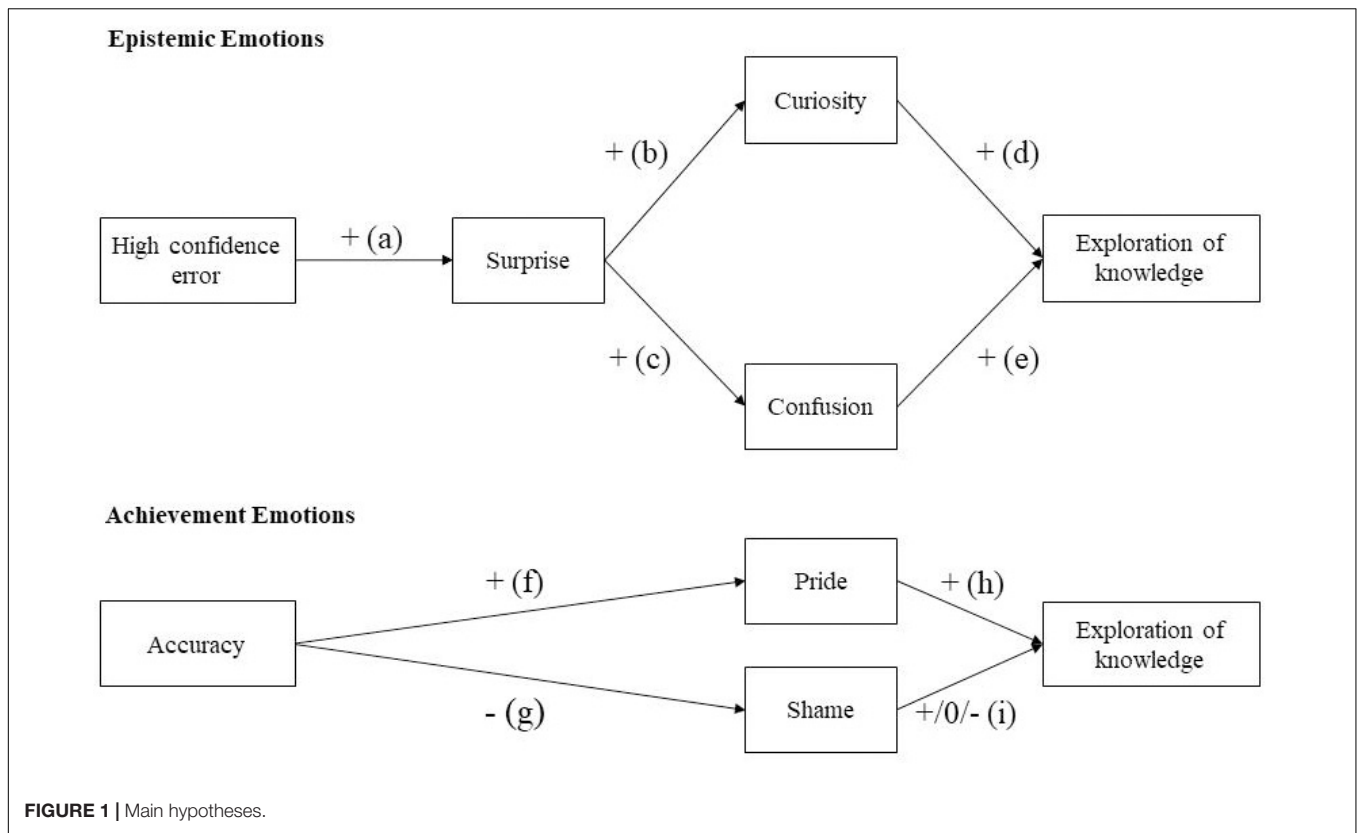 Epistemic Emotions
Curiosity
+ (b)
+ (d)
High confidence
error
+ (a)
Surprise
Exploration of
knowledge
+ (c)
+ (e)
Confusion
Achievement Emotions
+ (f)
Pride
+ (h)
Accuracy
Exploration of
knowledge
- (g)
Shame
+/0/- (i)
FIGURE 1 | Main hypotheses.